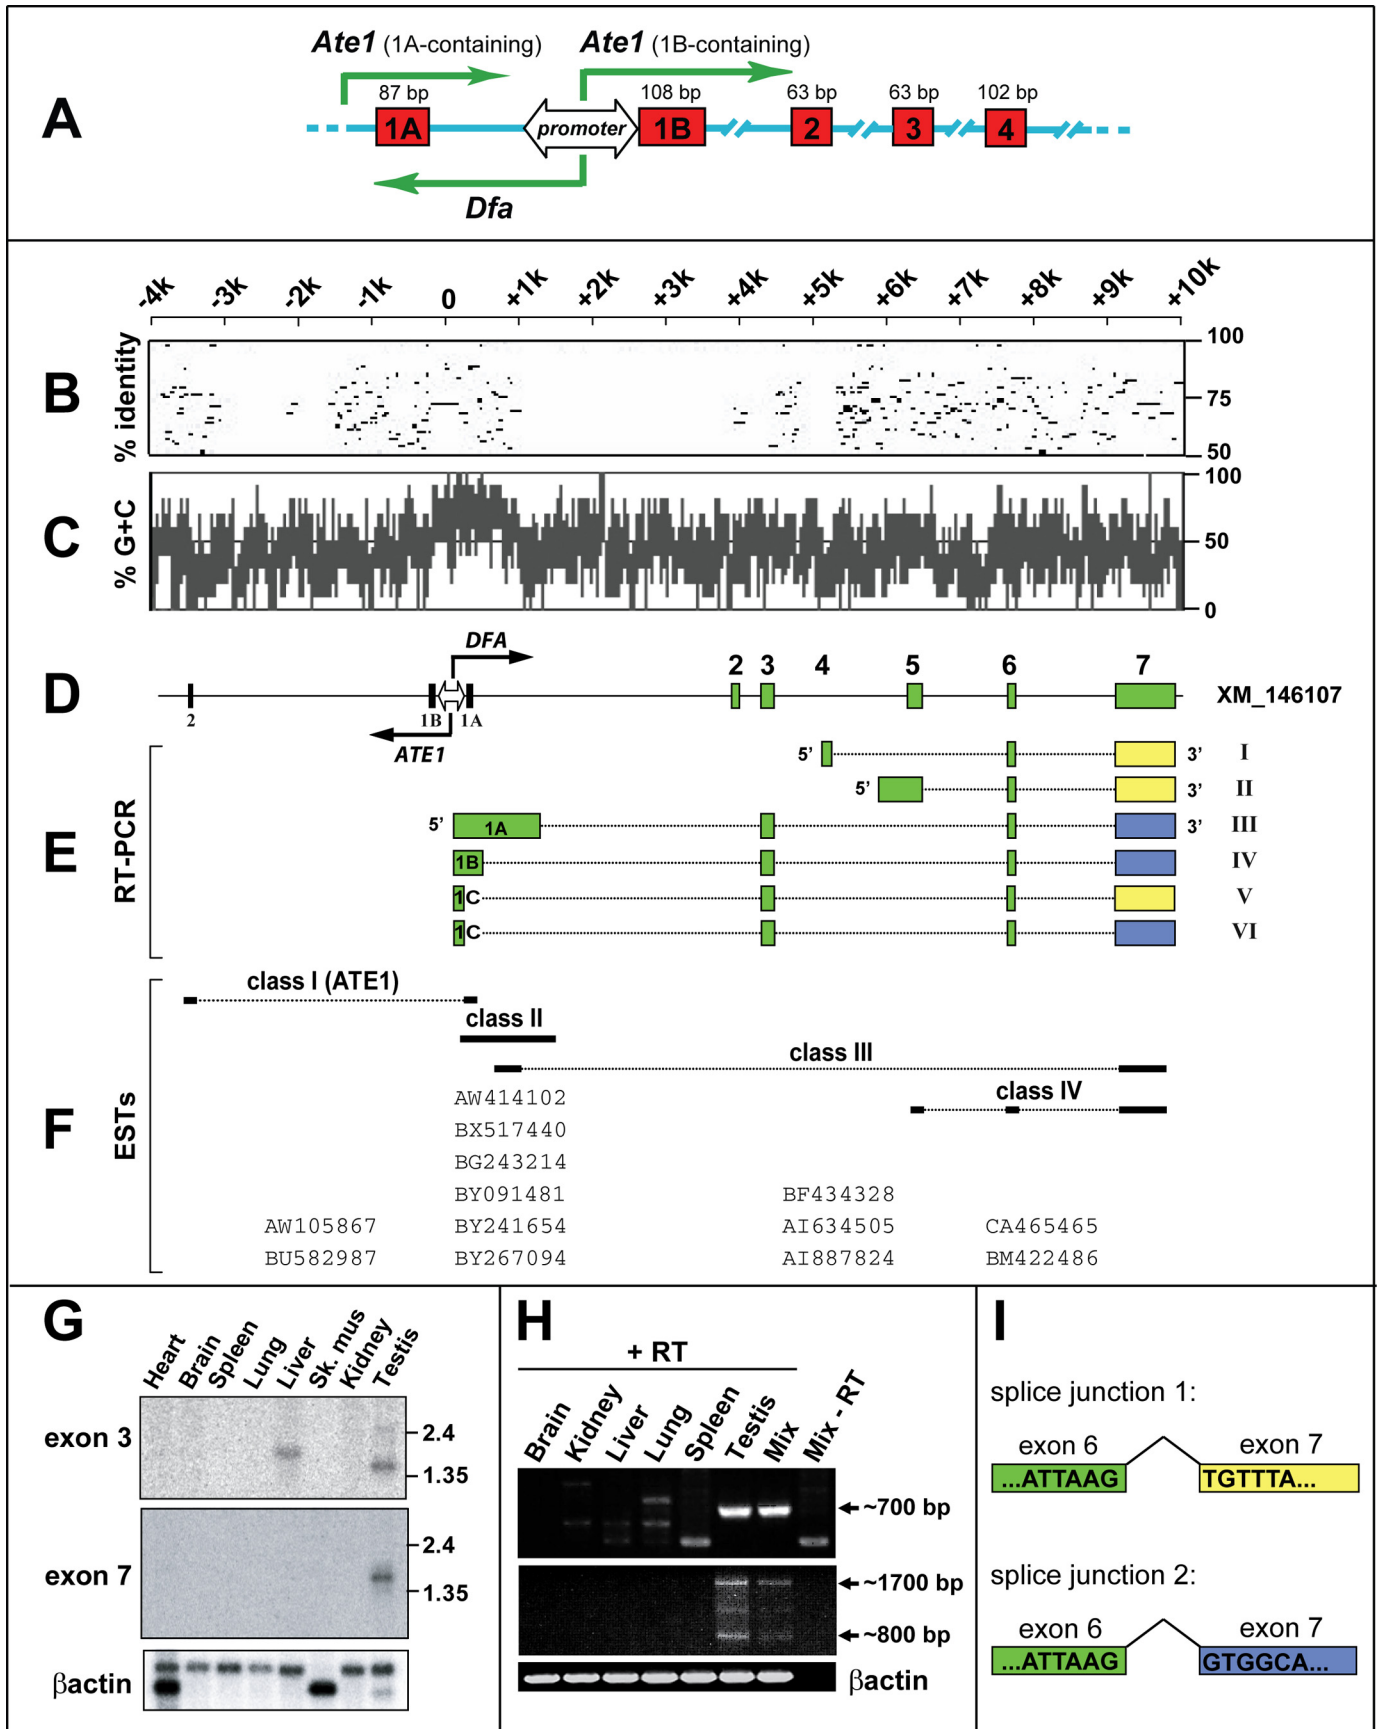 A
Ate1 (1A-containing)
Ate1 (1B-containing)
87 bp
108 bp
63 bp
63 bp
102 bp
1A
promoter
1B
2
3
4
Dfa
-4k -3k -2k -1k 0 +1k +2k +3k +4k +5k +6k +7k +8k +9k +10k
B
% identity
100
75
50
C
% G+C
100
50
0
D
DFA
2 3 4 5 6 7
XM_146107
2
1B
1A
ATE1
E
RT-PCR
5' 3' I
5' 3' II
5' 1A 3' III
1B IV
1C V
1C VI
F
ESTs
class I (ATE1)
class II
class III
class IV
AW414102
BX517440
BG243214
BY091481 BF434328
AW105867 BY241654 AI634505 CA465465
BU582987 BY267094 AI887824 BM422486
G
Heart Brain Spleen Lung Liver Sk. mus Kidney Testis
exon 3
2.4
1.35
exon 7
2.4
1.35
βactin
H
+ RT
Brain Kidney Liver Lung Spleen Testis Mix Mix - RT
~700 bp
~1700 bp
~800 bp
βactin
I
splice junction 1:
exon 6 exon 7
...ATTAAG TGTTTA...
splice junction 2:
exon 6 exon 7
...ATTAAG GTGGCA...